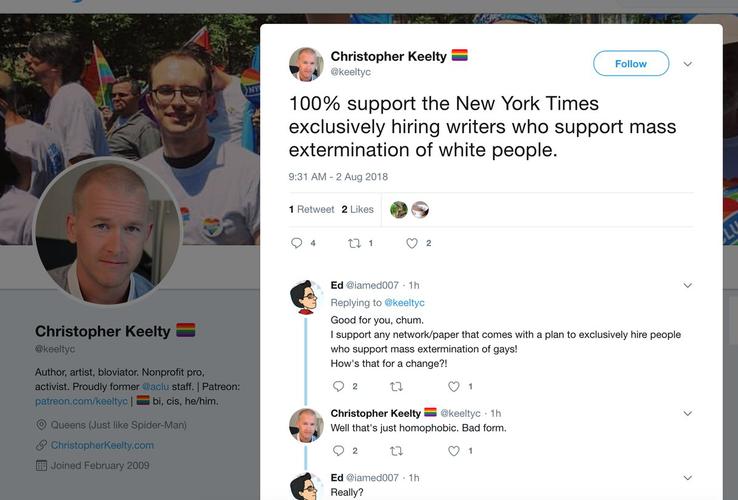 Christopher Keelty
@keeltyc
Follow
100% support the New York Times
exclusively hiring writers who support mass
extermination of white people.
9:31 AM - 2 Aug 2018
1 Retweet 2 Likes
4 1 2
Ed @iamed007 · 1h
Replying to @keeltyc
Good for you, chum.
I support any network/paper that comes with a plan to exclusively hire people
who support mass extermination of gays!
How's that for a change?!
2 1
Christopher Keelty @keeltyc · 1h
Well that's just homophobic. Bad form.
2 1
Ed @iamed007 · 1h
Really?
Christopher Keelty
@keeltyc
Author, artist, bloviator. Nonprofit pro,
activist. Proudly former @aclu staff. | Patreon:
patreon.com/keeltyc | bi, cis, he/him.
Queens (Just like Spider-Man)
ChristopherKeelty.com
Joined February 2009